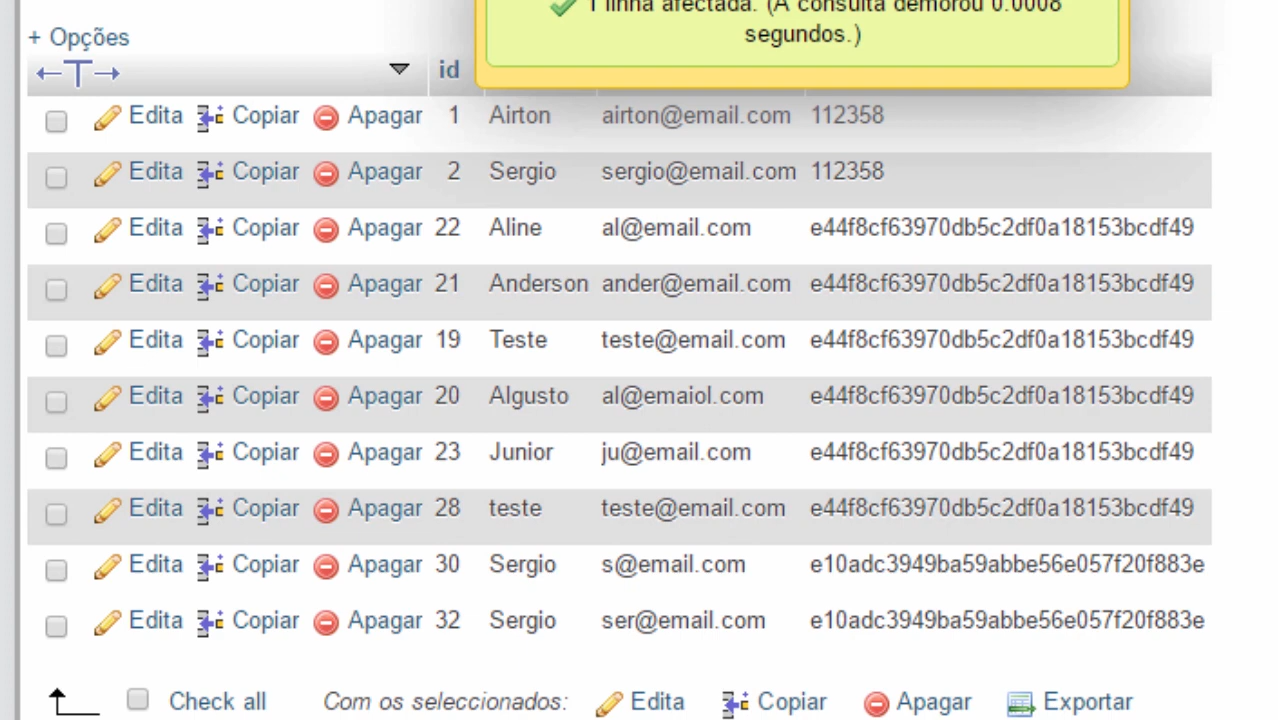 1 linha afectada. (A consulta demorou 0.0008
segundos.)
+ Opções
←T→ id
Edita Copiar Apagar 1 Airton airton@email.com 112358
Edita Copiar Apagar 2 Sergio sergio@email.com 112358
Edita Copiar Apagar 22 Aline al@email.com e44f8cf63970db5c2df0a18153bcdf49
Edita Copiar Apagar 21 Anderson ander@email.com e44f8cf63970db5c2df0a18153bcdf49
Edita Copiar Apagar 19 Teste teste@email.com e44f8cf63970db5c2df0a18153bcdf49
Edita Copiar Apagar 20 Algusto al@emaiol.com e44f8cf63970db5c2df0a18153bcdf49
Edita Copiar Apagar 23 Junior ju@email.com e44f8cf63970db5c2df0a18153bcdf49
Edita Copiar Apagar 28 teste teste@email.com e44f8cf63970db5c2df0a18153bcdf49
Edita Copiar Apagar 30 Sergio s@email.com e10adc3949ba59abbe56e057f20f883e
Edita Copiar Apagar 32 Sergio ser@email.com e10adc3949ba59abbe56e057f20f883e
Check all Com os seleccionados: Edita Copiar Apagar Exportar